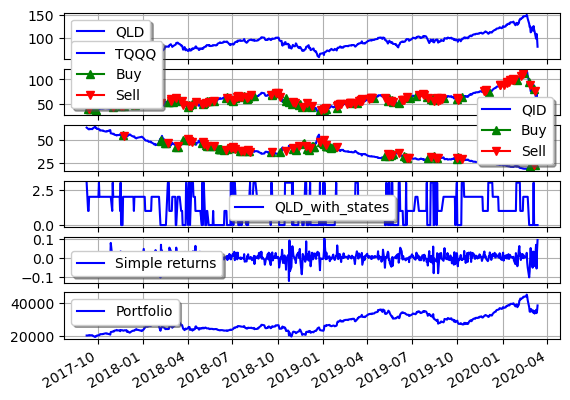 150
100
QLD
TQQQ
Buy
Sell
100
50
QID
Buy
Sell
50
25
2.5
0.0
QLD_with_states
0.1
0.0
−0.1
Simple returns
40000
20000
Portfolio
2017-10
2018-01
2018-04
2018-07
2018-10
2019-01
2019-04
2019-07
2019-10
2020-01
2020-04